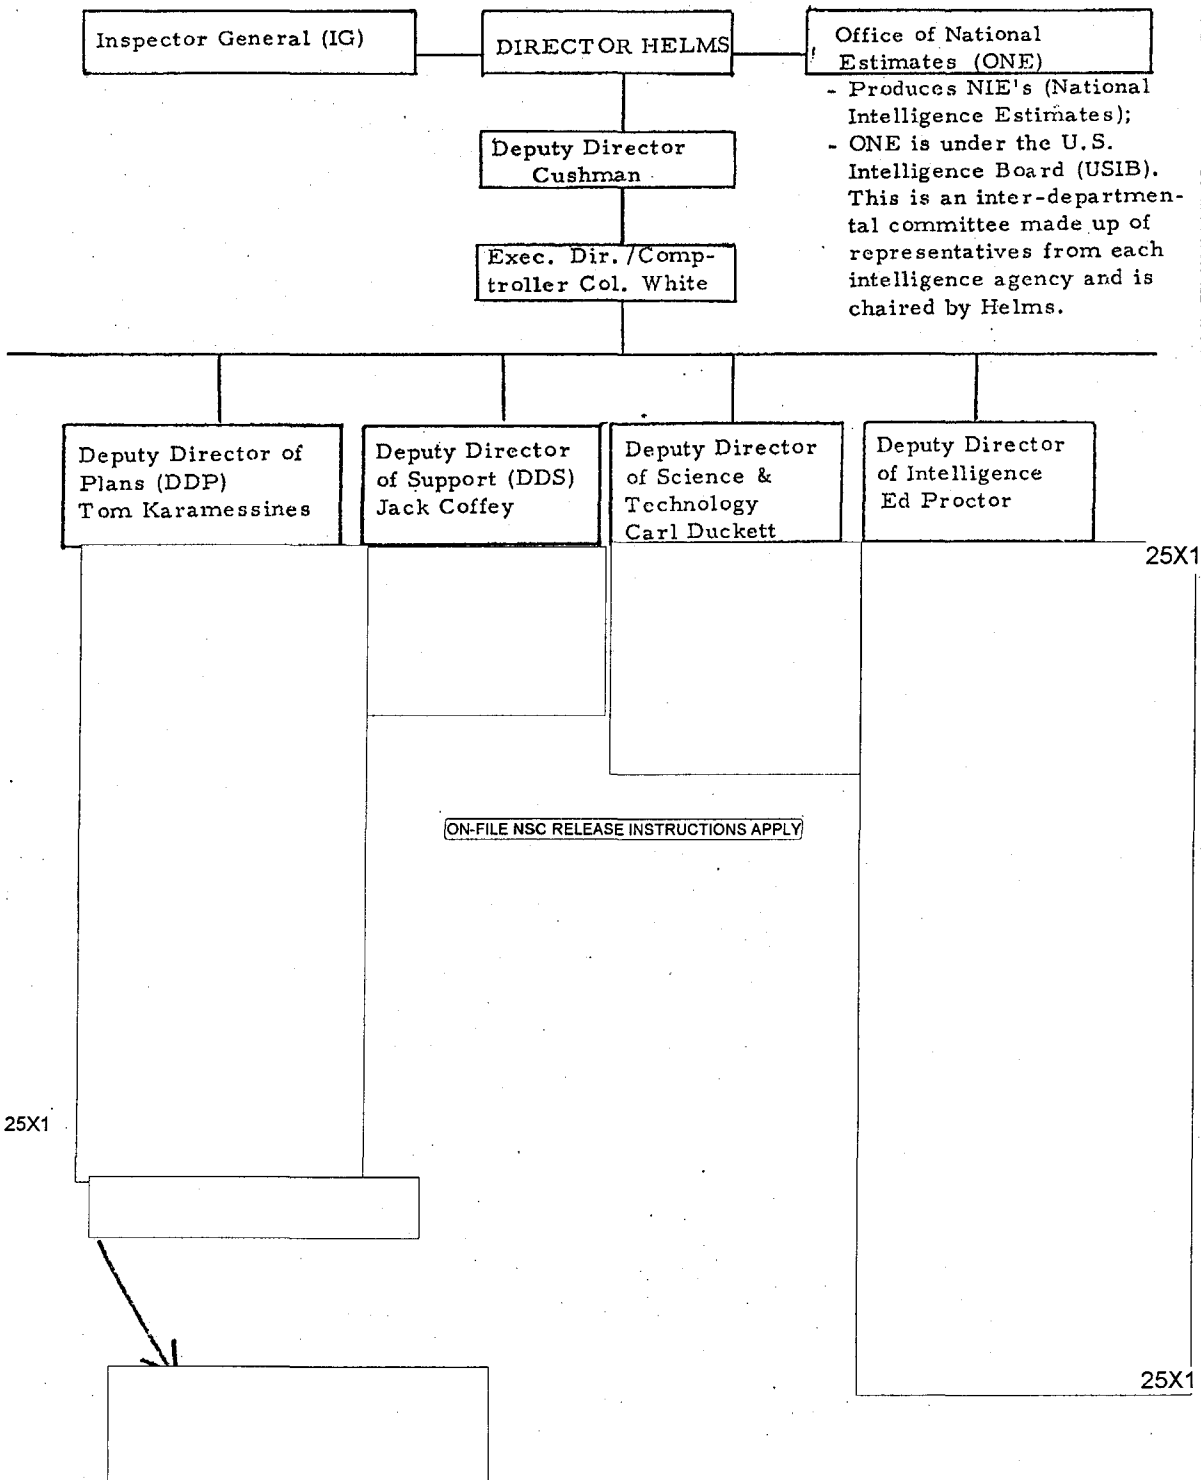 Inspector General (IG)
DIRECTOR HELMS
Office of National
Estimates (ONE)
- Produces NIE's (National
Intelligence Estimates);
- ONE is under the U.S.
Intelligence Board (USIB).
This is an inter-departmen-
tal committee made up of
representatives from each
intelligence agency and is
chaired by Helms.
Deputy Director
Cushman
Exec. Dir./Comp-
troller Col. White
Deputy Director of
Plans (DDP)
Tom Karamessines
Deputy Director
of Support (DDS)
Jack Coffey
Deputy Director
of Science &
Technology
Carl Duckett
Deputy Director
of Intelligence
Ed Proctor
25X1
ON-FILE NSC RELEASE INSTRUCTIONS APPLY
25X1
25X1